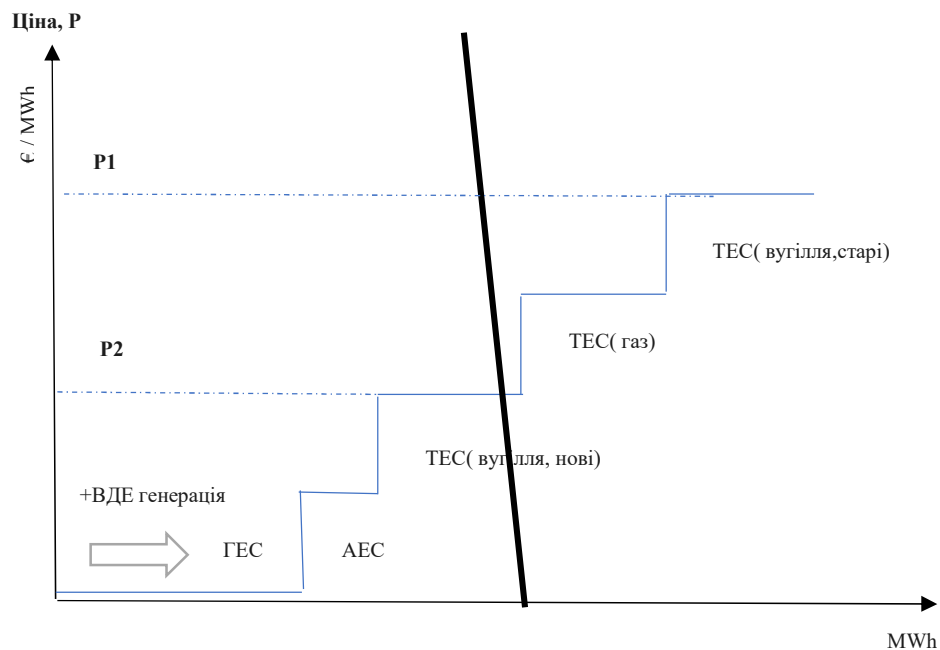 Ціна, P
€ / MWh
P1
ТЕС( вугілля,старі)
ТЕС( газ)
P2
ТЕС( вугілля, нові)
+ВДЕ генерація
ГЕС
АЕС
MWh